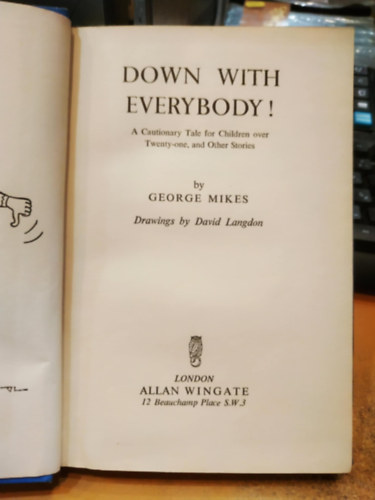 DOWN WITH
EVERYBODY!
A Cautionary Tale for Children over
Twenty-one, and Other Stories
by
GEORGE MIKES
Drawings by David Langdon
LONDON
ALLAN WINGATE
12 Beauchamp Place S.W.3